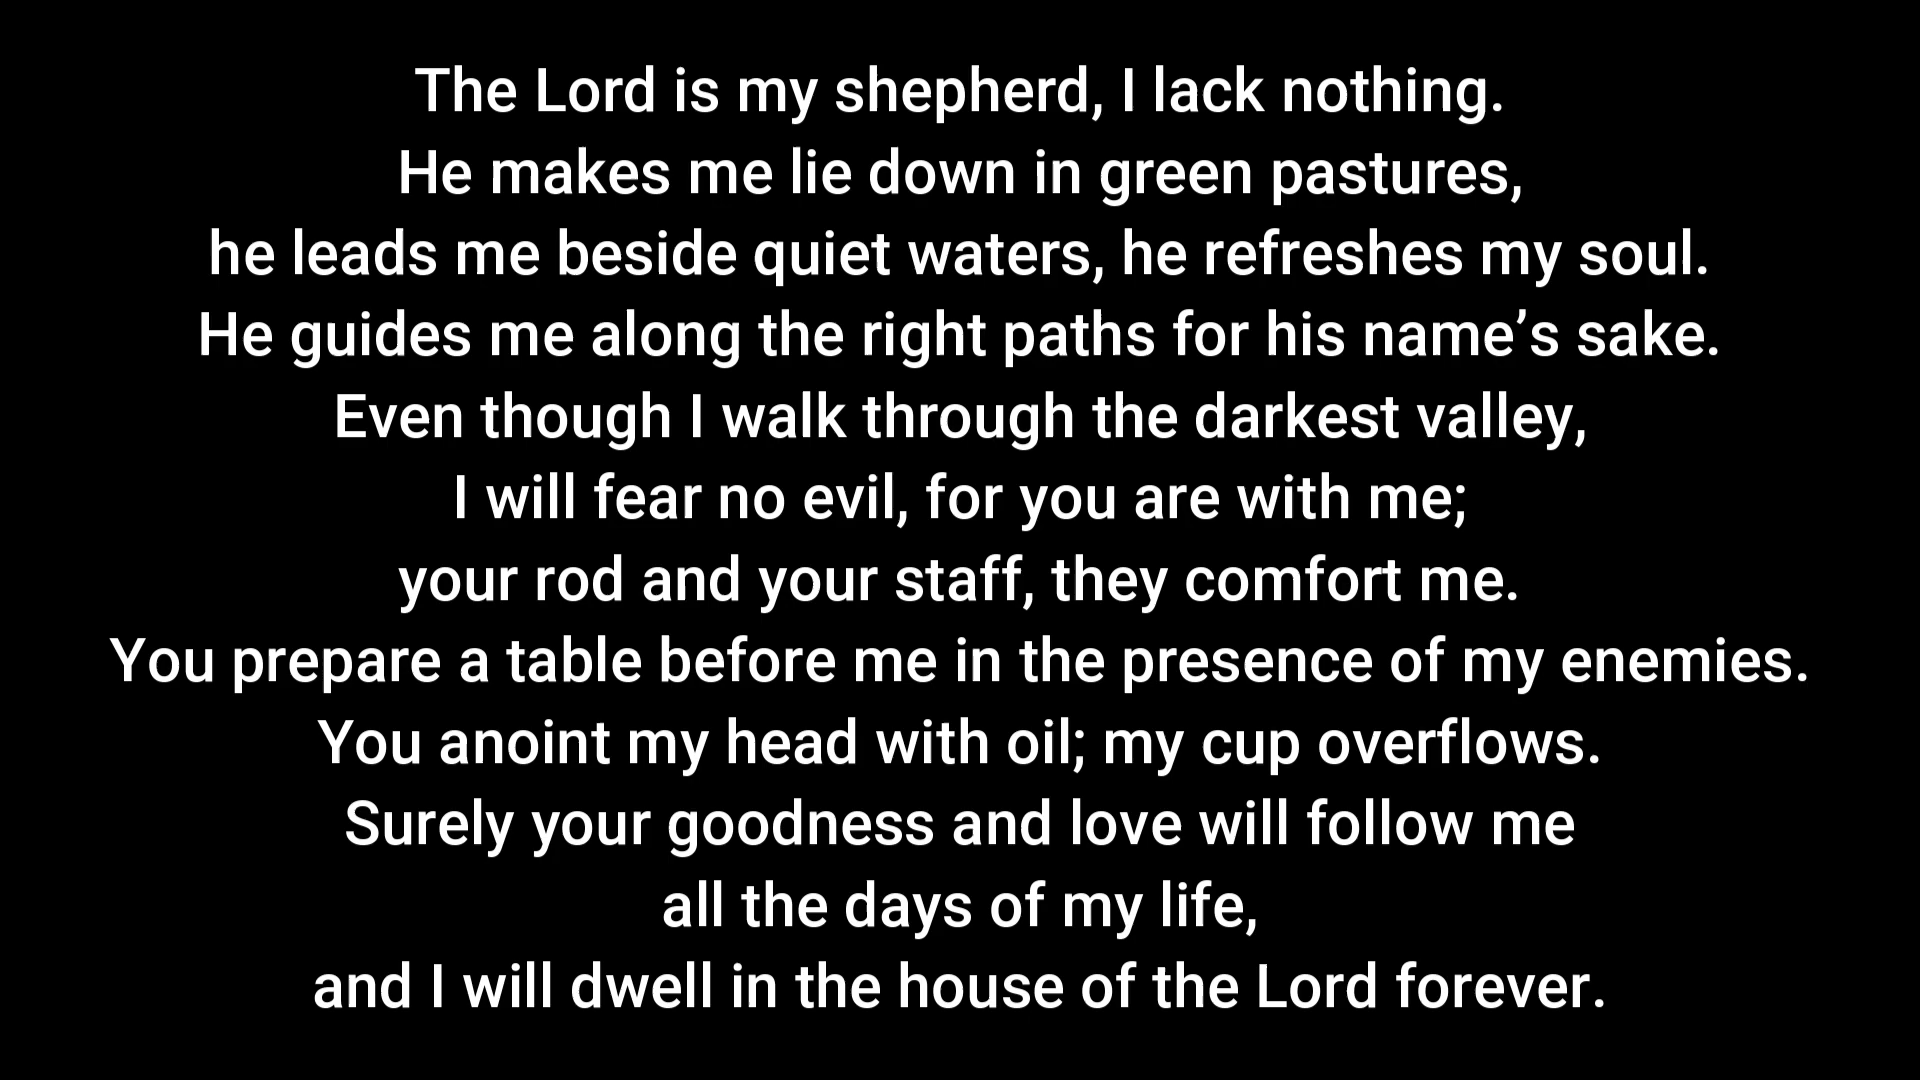 The Lord is my shepherd, I lack nothing.
He makes me lie down in green pastures,
he leads me beside quiet waters, he refreshes my soul.
He guides me along the right paths for his name’s sake.
Even though I walk through the darkest valley,
I will fear no evil, for you are with me;
your rod and your staff, they comfort me.
You prepare a table before me in the presence of my enemies.
You anoint my head with oil; my cup overflows.
Surely your goodness and love will follow me
all the days of my life,
and I will dwell in the house of the Lord forever.